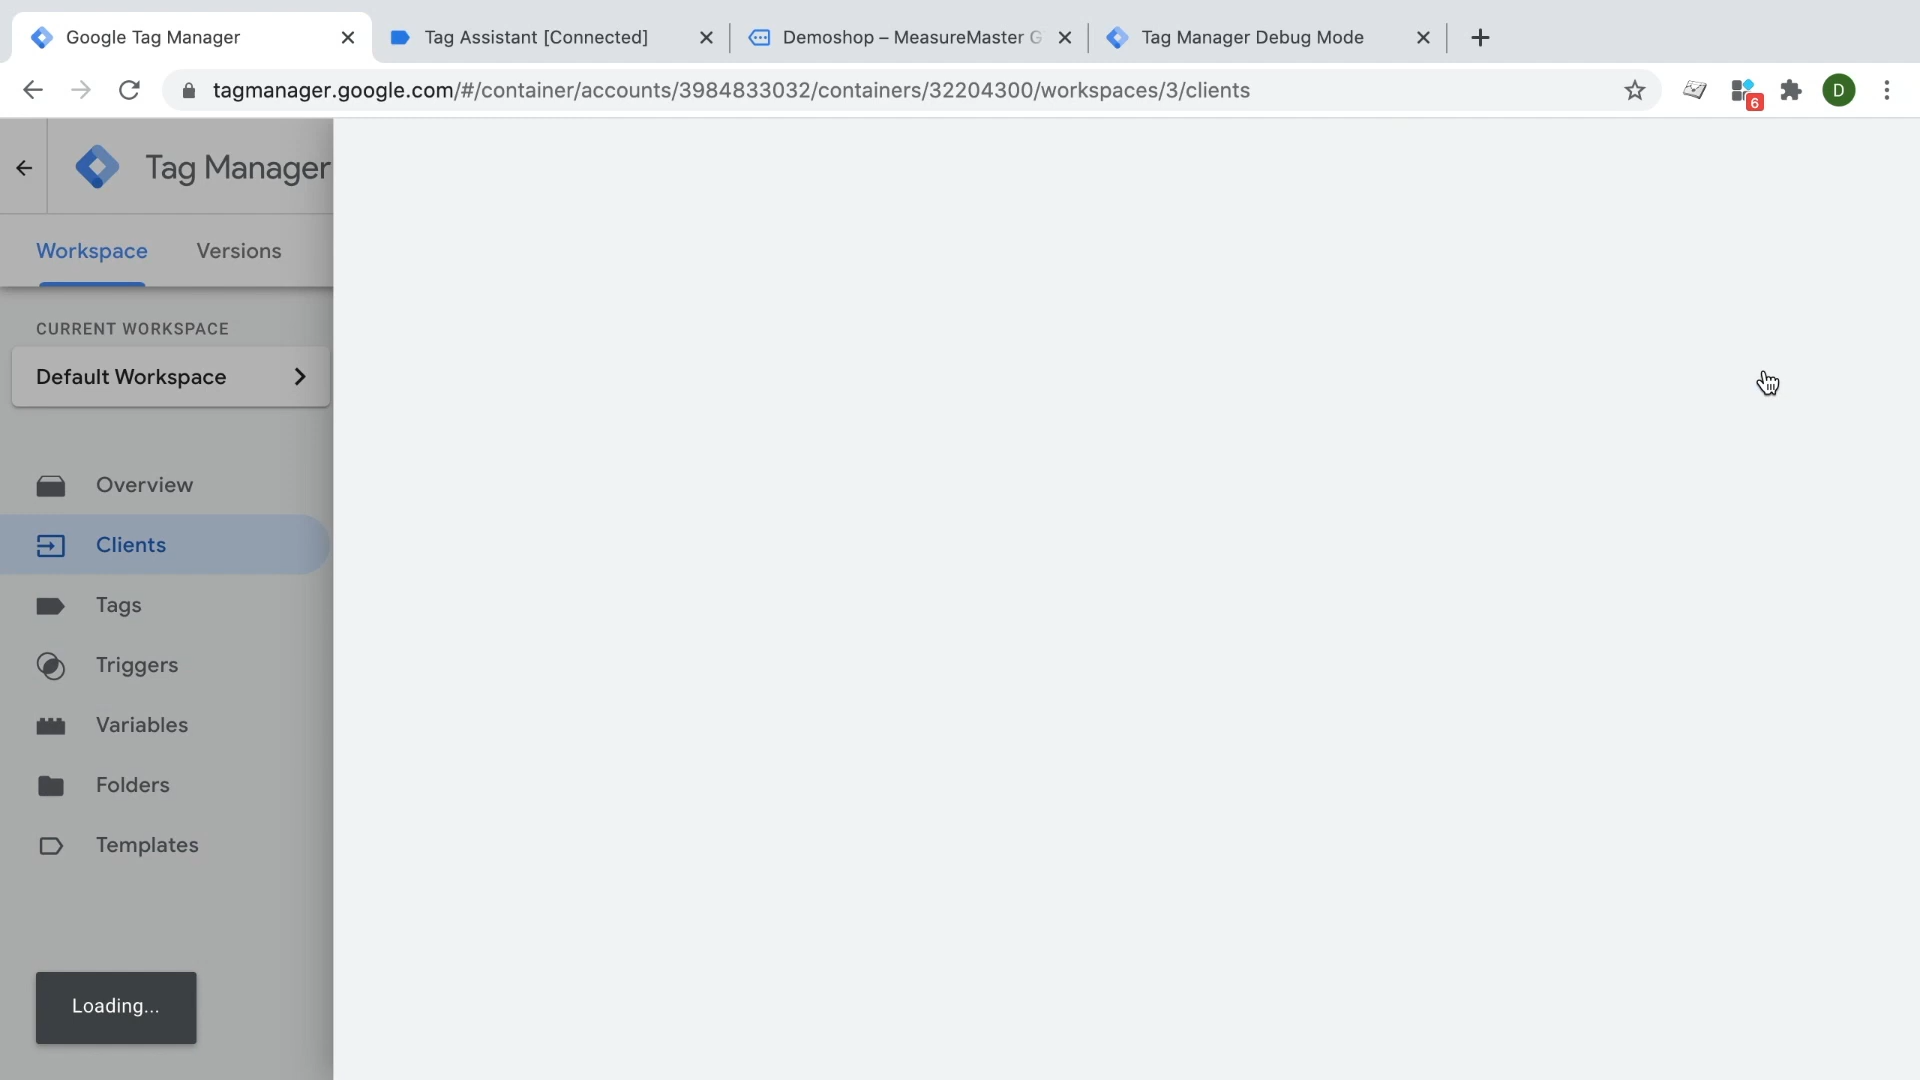 Google Tag Manager
Tag Assistant [Connected]
Demoshop – MeasureMaster G
Tag Manager Debug Mode
tagmanager.google.com/#/container/accounts/3984833032/containers/32204300/workspaces/3/clients
6
D
Tag Manager
Workspace
Versions
CURRENT WORKSPACE
Default Workspace
Overview
Clients
Tags
Triggers
Variables
Folders
Templates
Loading...